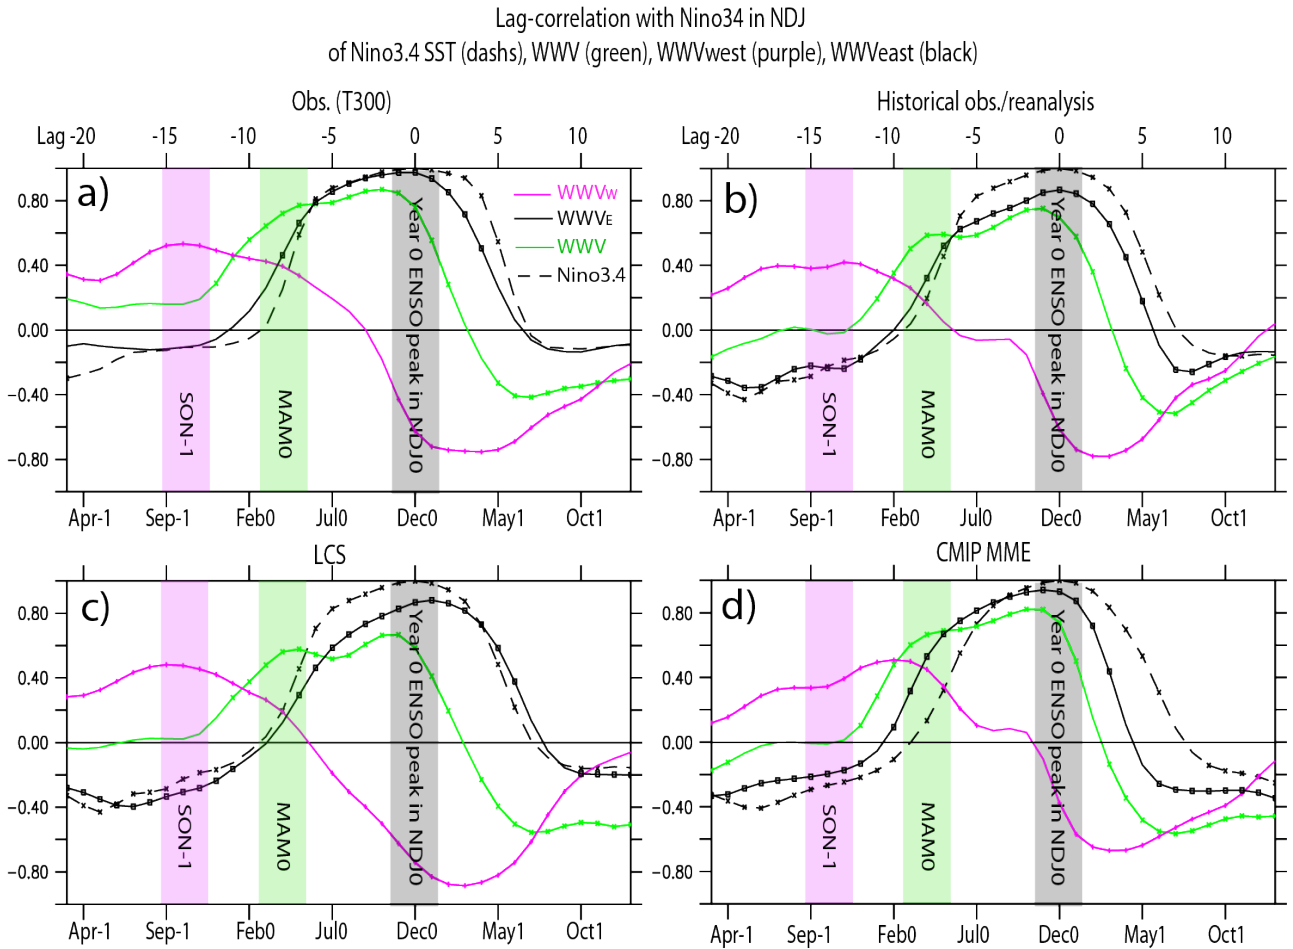 Lag-correlation with Nino34 in NDJ
of Nino3.4 SST (dashs), WWV (green), WWVwest (purple), WWVeast (black)
Obs. (T300)
Historical obs./reanalysis
Lag -20 -15 -10 -5 0 5 10
Lag -20 -15 -10 -5 0 5 10
a)
WWVW
WWVE
WWV
Nino3.4
0.80
0.40
0.00
−0.40
−0.80
SON-1
MAM0
Year 0 ENSO peak in NDJ0
Apr-1 Sep-1 Feb0 Jul0 Dec0 May1 Oct1
b)
0.80
0.40
0.00
−0.40
−0.80
SON-1
MAM0
Year 0 ENSO peak in NDJ0
Apr-1 Sep-1 Feb0 Jul0 Dec0 May1 Oct1
LCS
CMIP MME
c)
0.80
0.40
0.00
−0.40
−0.80
SON-1
MAM0
Year 0 ENSO peak in NDJ0
Apr-1 Sep-1 Feb0 Jul0 Dec0 May1 Oct1
d)
0.80
0.40
0.00
−0.40
−0.80
SON-1
MAM0
Year 0 ENSO peak in NDJ0
Apr-1 Sep-1 Feb0 Jul0 Dec0 May1 Oct1